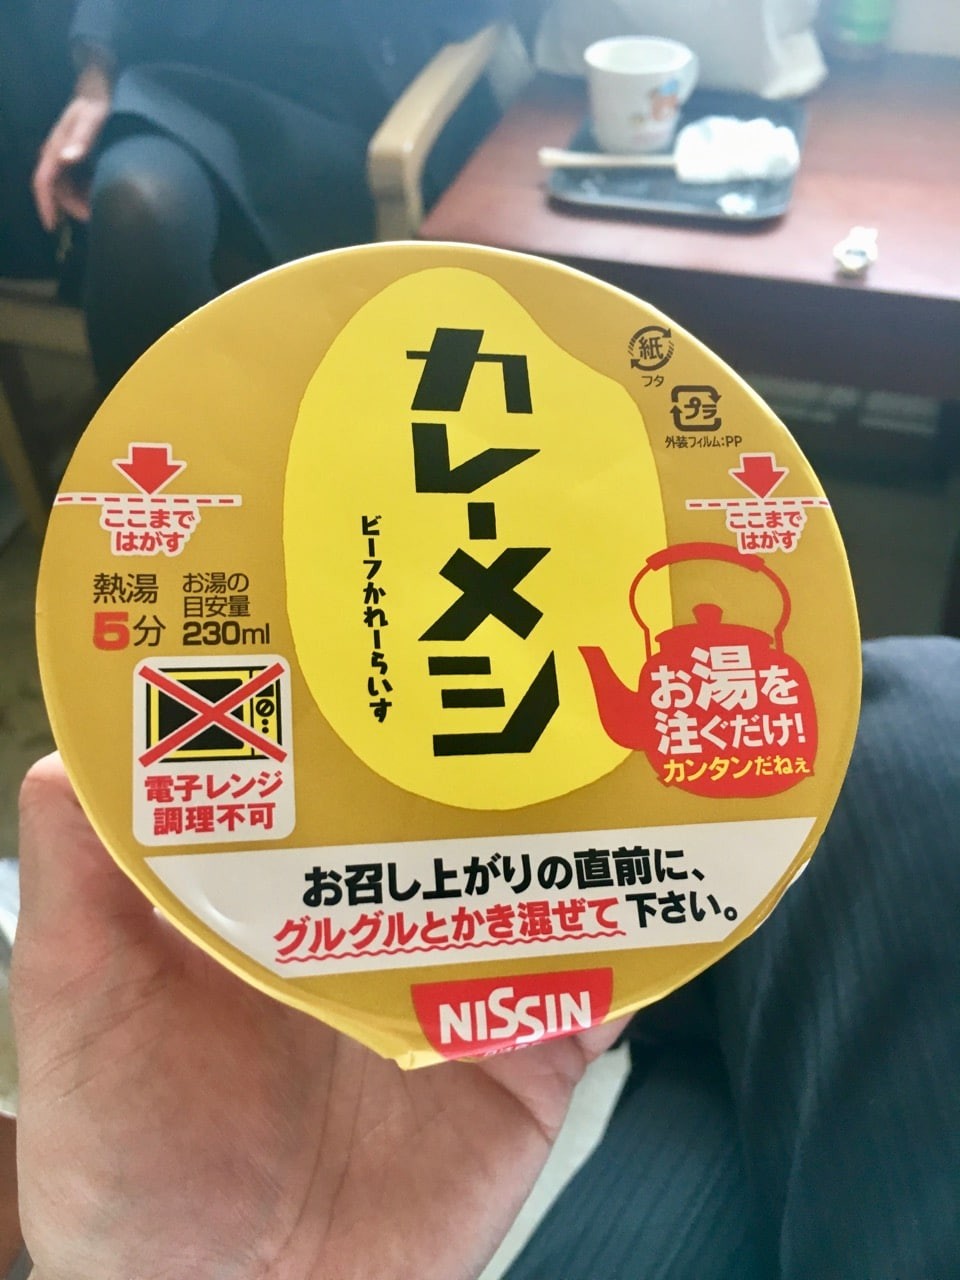 カレーメシ
ビーフかれーらいす
紙
フタ
プラ
外装フィルム:PP
ここまで
はがす
ここまで
はがす
熱湯
5分
お湯の
目安量
230ml
電子レンジ
調理不可
お湯を
注ぐだけ!
カンタンだねぇ
お召し上がりの直前に、
グルグルとかき混ぜて下さい。
NISSIN